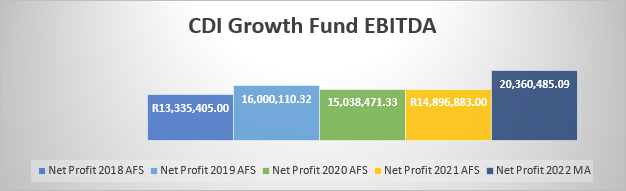 CDI Growth Fund EBITDA
R13,335,405.00
16,000,110.32
15,038,471.33
R14,896,883.00
20,360,485.09
Net Profit 2018 AFS
Net Profit 2019 AFS
Net Profit 2020 AFS
Net Profit 2021 AFS
Net Profit 2022 MA